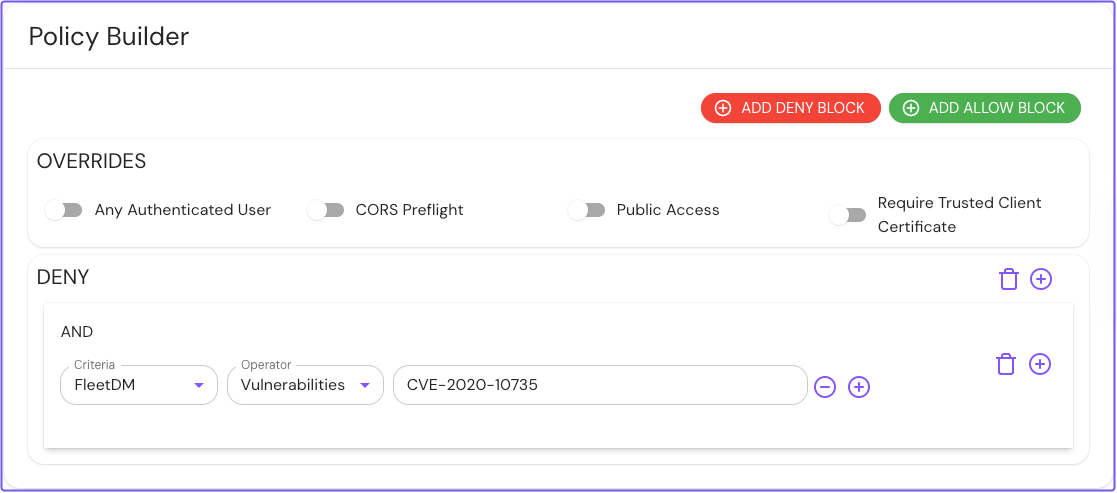 Policy Builder
ADD DENY BLOCK
ADD ALLOW BLOCK
OVERRIDES
Any Authenticated User
CORS Preflight
Public Access
Require Trusted Client
Certificate
DENY
AND
Criteria
FleetDM
Operator
Vulnerabilities
CVE-2020-10735